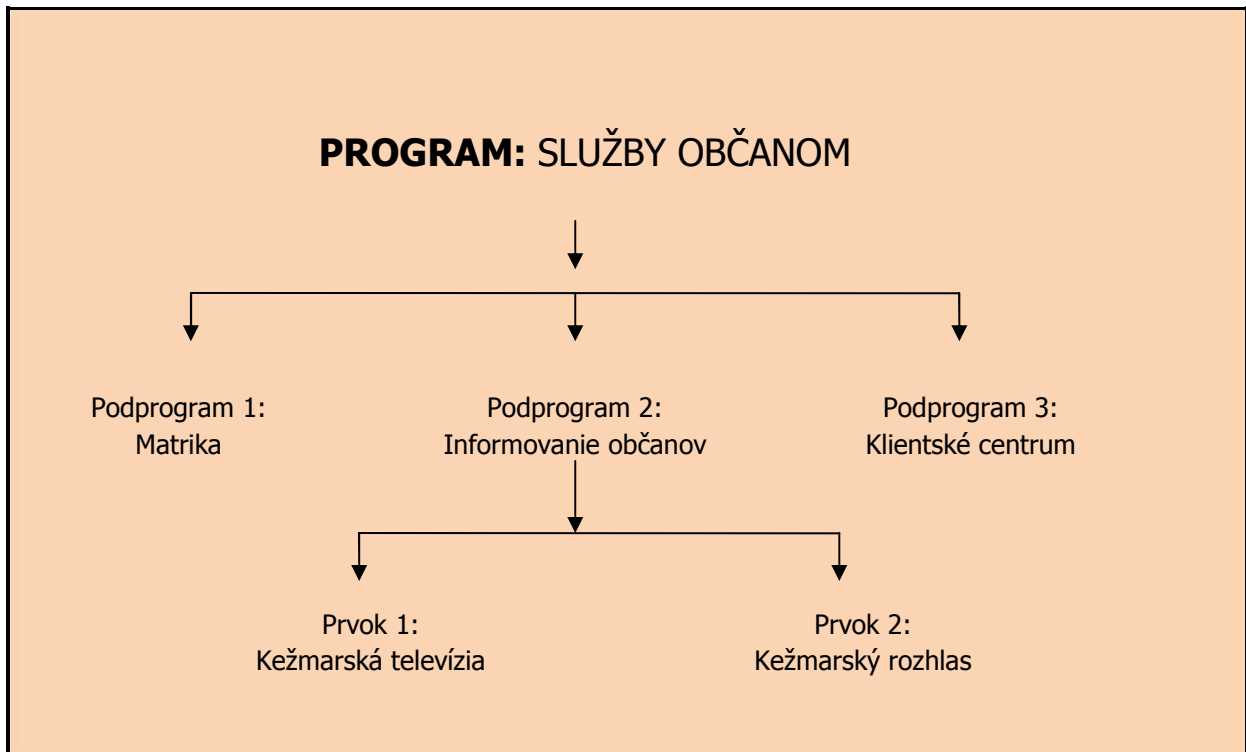 PROGRAM: SLUŽBY OBČANOM
Podprogram 1:
Matrika
Podprogram 2:
Informovanie občanov
Podprogram 3:
Klientské centrum
Prvok 1:
Kežmarská televízia
Prvok 2:
Kežmarský rozhlas